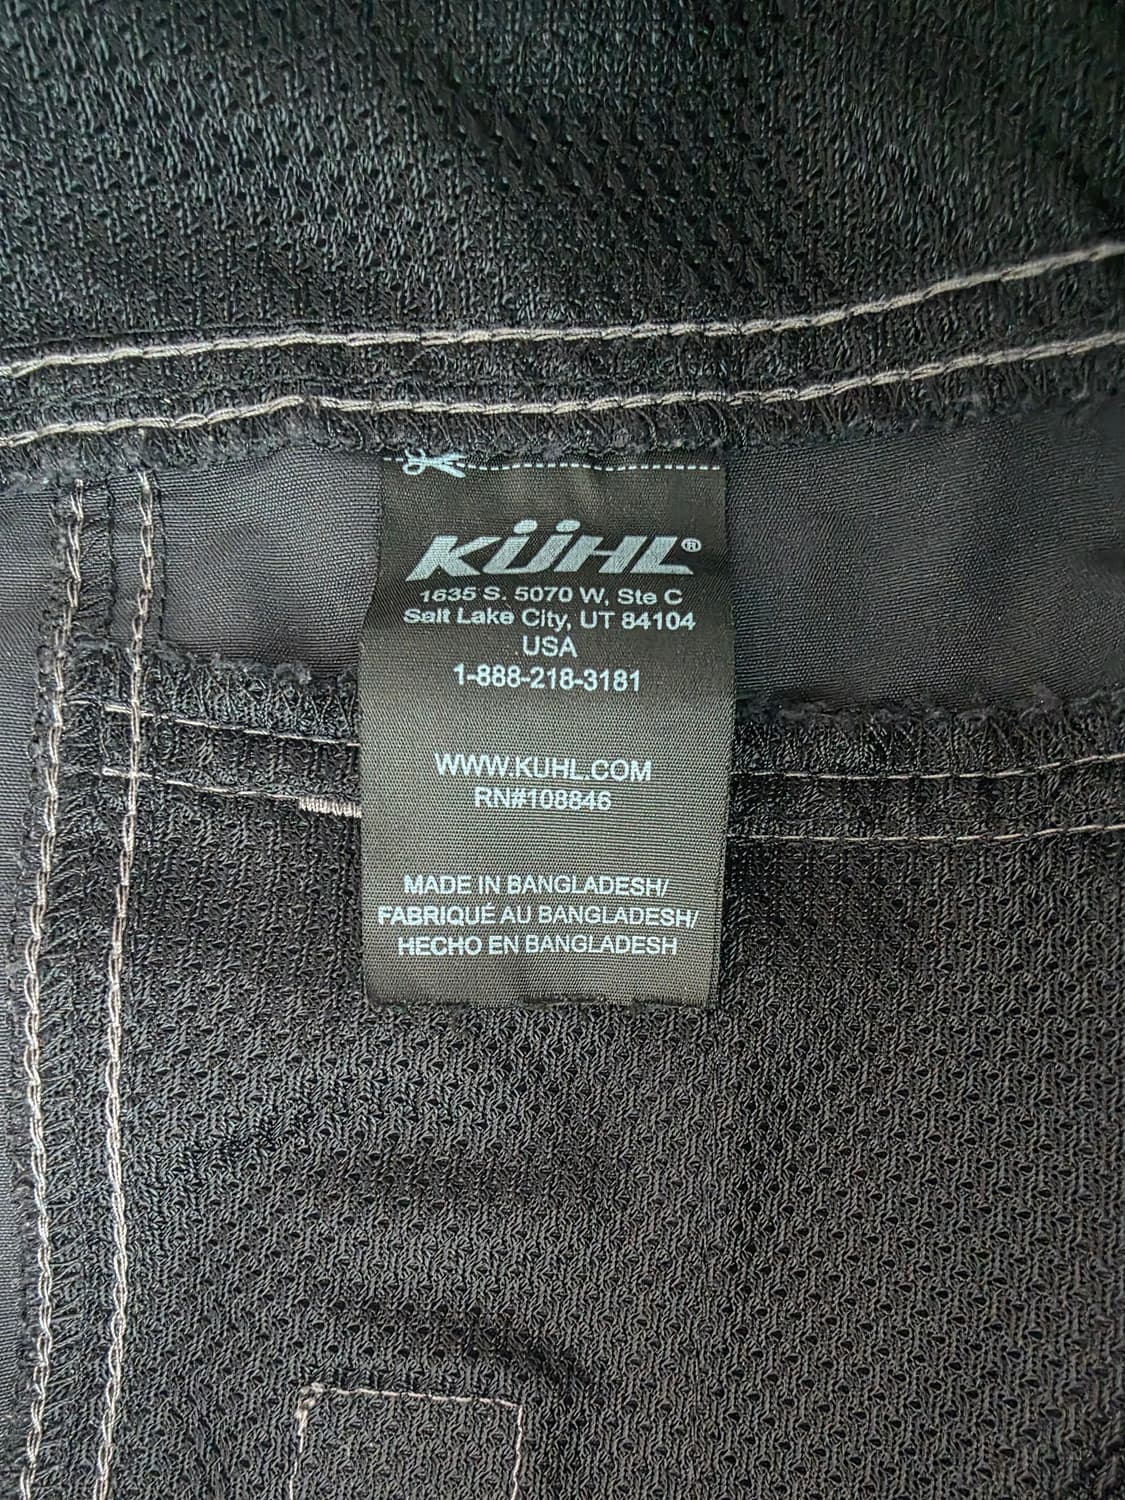 KÜHL®
1635 S. 5070 W, Ste C
Salt Lake City, UT 84104
USA
1-888-218-3181
WWW.KUHL.COM
RN#108846
MADE IN BANGLADESH/
FABRIQUÉ AU BANGLADESH/
HECHO EN BANGLADESH